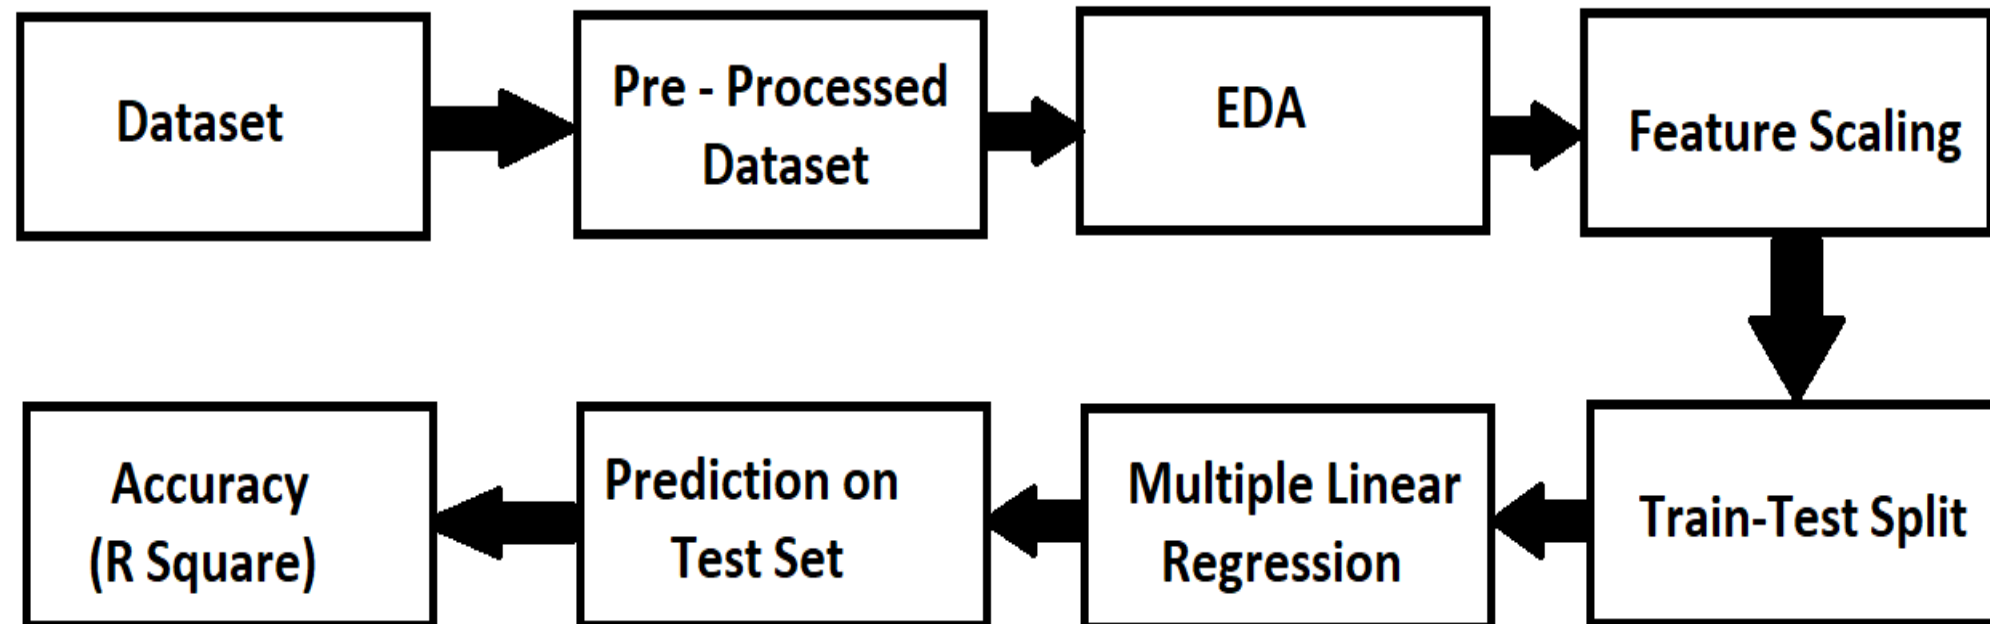 Dataset
Pre - Processed
Dataset
EDA
Feature Scaling
Train-Test Split
Multiple Linear
Regression
Prediction on
Test Set
Accuracy
(R Square)